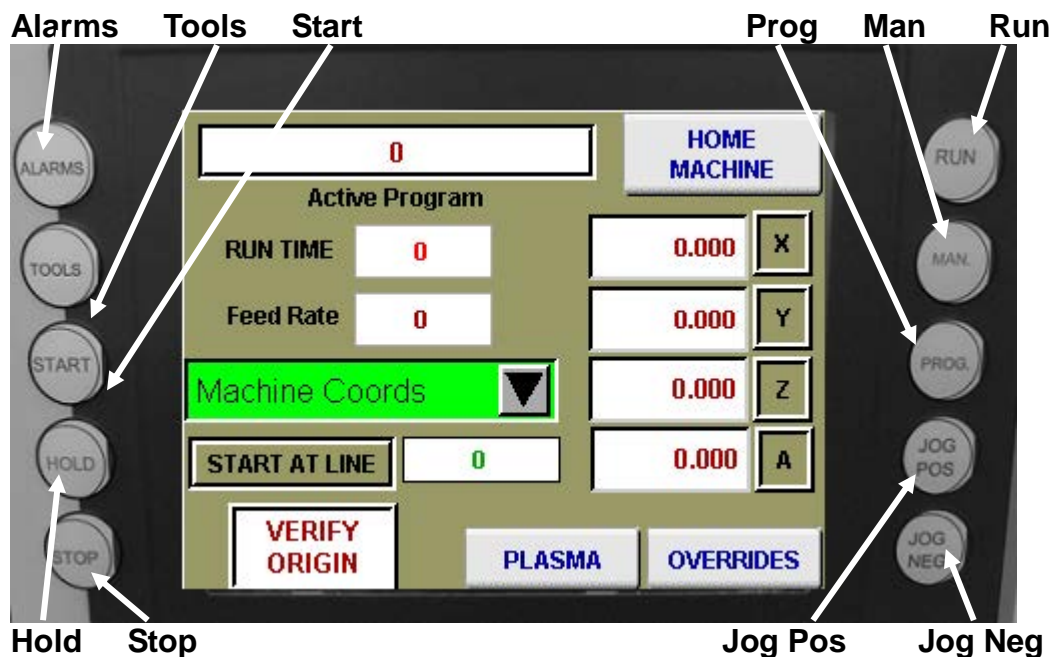 Alarms Tools Start Prog Man Run
ALARMS
TOOLS
START
HOLD
STOP
0
Active Program
HOME
MACHINE
RUN TIME 0
Feed Rate 0
Machine Coords
START AT LINE 0
VERIFY
ORIGIN
PLASMA
OVERRIDES
0.000 X
0.000 Y
0.000 Z
0.000 A
RUN
MAN.
PROG.
JOG
POS
JOG
NEG
Hold Stop Jog Pos Jog Neg